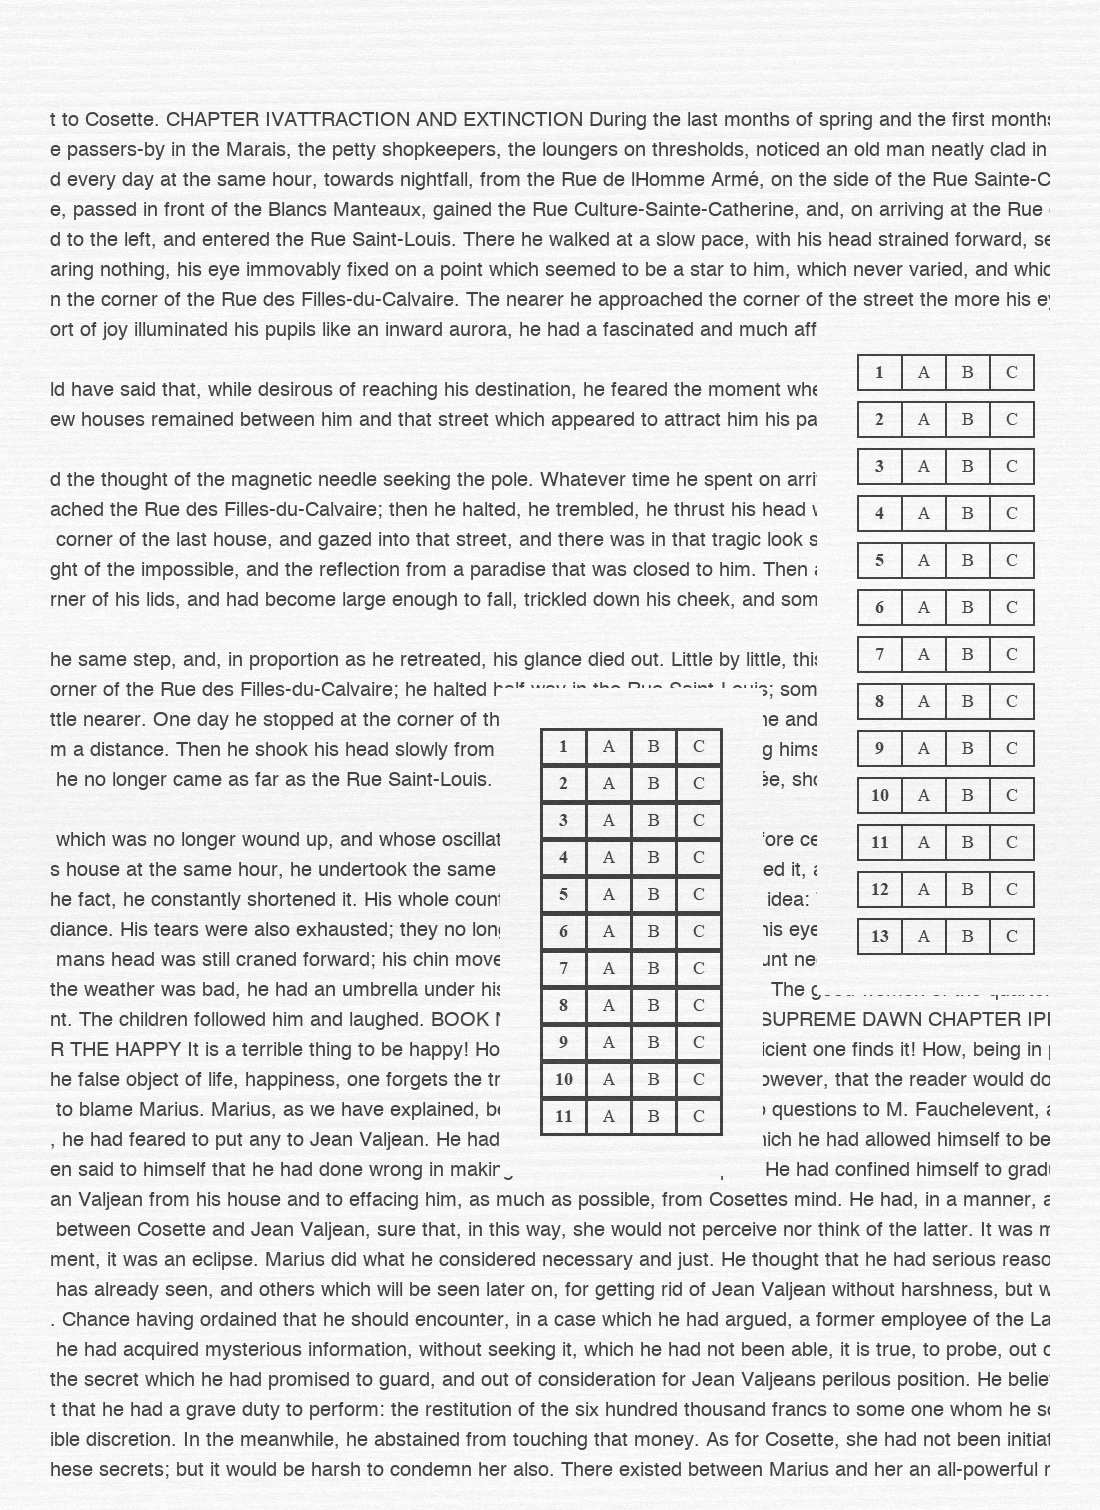 t to Cosette. CHAPTER IVATTRACTION AND EXTINCTION During the last months of spring and the first months
e passers-by in the Marais, the petty shopkeepers, the loungers on thresholds, noticed an old man neatly clad in
d every day at the same hour, towards nightfall, from the Rue de lHomme Armé, on the side of the Rue Sainte-C
e, passed in front of the Blancs Manteaux, gained the Rue Culture-Sainte-Catherine, and, on arriving at the Rue
d to the left, and entered the Rue Saint-Louis. There he walked at a slow pace, with his head strained forward, se
aring nothing, his eye immovably fixed on a point which seemed to be a star to him, which never varied, and whic
n the corner of the Rue des Filles-du-Calvaire. The nearer he approached the corner of the street the more his ey
ort of joy illuminated his pupils like an inward aurora, he had a fascinated and much aff
ld have said that, while desirous of reaching his destination, he feared the moment whe
ew houses remained between him and that street which appeared to attract him his pa
d the thought of the magnetic needle seeking the pole. Whatever time he spent on arri
ached the Rue des Filles-du-Calvaire; then he halted, he trembled, he thrust his head
corner of the last house, and gazed into that street, and there was in that tragic look s
ght of the impossible, and the reflection from a paradise that was closed to him. Then
rner of his lids, and had become large enough to fall, trickled down his cheek, and som
he same step, and, in proportion as he retreated, his glance died out. Little by little, this
orner of the Rue des Filles-du-Calvaire; he halted half-way in the Rue Saint-Louis; som
ttle nearer. One day he stopped at the corner of th ne and
m a distance. Then he shook his head slowly from g hims
he no longer came as far as the Rue Saint-Louis. ée, sho
which was no longer wound up, and whose oscillat fore ce
s house at the same hour, he undertook the same ed it,
he fact, he constantly shortened it. His whole coun idea:
diance. His tears were also exhausted; they no long his eye
mans head was still craned forward; his chin move unt ne
the weather was bad, he had an umbrella under his The good women of the quarter
nt. The children followed him and laughed. BOOK SUPREME DAWN CHAPTER IPI
R THE HAPPY It is a terrible thing to be happy! Ho icient one finds it! How, being in
he false object of life, happiness, one forgets the tr owever, that the reader would do
to blame Marius. Marius, as we have explained, be questions to M. Fauchelevent,
, he had feared to put any to Jean Valjean. He had hich he had allowed himself to be
en said to himself that he had done wrong in making He had confined himself to gradu
an Valjean from his house and to effacing him, as much as possible, from Cosettes mind. He had, in a manner, a
between Cosette and Jean Valjean, sure that, in this way, she would not perceive nor think of the latter. It was m
ment, it was an eclipse. Marius did what he considered necessary and just. He thought that he had serious reaso
has already seen, and others which will be seen later on, for getting rid of Jean Valjean without harshness, but w
. Chance having ordained that he should encounter, in a case which he had argued, a former employee of the La
he had acquired mysterious information, without seeking it, which he had not been able, it is true, to probe, out o
the secret which he had promised to guard, and out of consideration for Jean Valjeans perilous position. He belie
t that he had a grave duty to perform: the restitution of the six hundred thousand francs to some one whom he so
ible discretion. In the meanwhile, he abstained from touching that money. As for Cosette, she had not been initiat
hese secrets; but it would be harsh to condemn her also. There existed between Marius and her an all-powerful
1 A B C
2 A B C
3 A B C
4 A B C
5 A B C
6 A B C
7 A B C
8 A B C
9 A B C
10 A B C
11 A B C
1 A B C
2 A B C
3 A B C
4 A B C
5 A B C
6 A B C
7 A B C
8 A B C
9 A B C
10 A B C
11 A B C
12 A B C
13 A B C